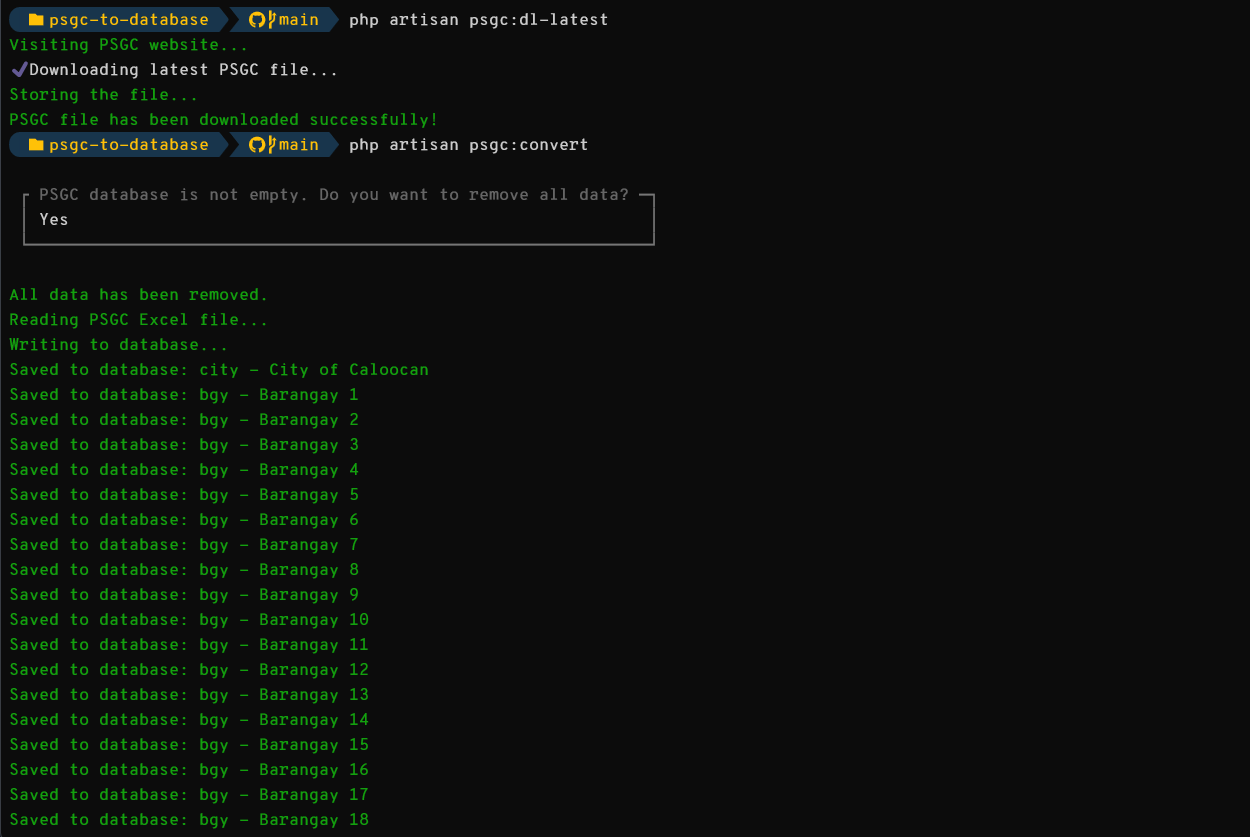 psgc-to-database main php artisan psgc:dl-latest
Visiting PSGC website...
✔Downloading latest PSGC file...
Storing the file...
PSGC file has been downloaded successfully!
psgc-to-database main php artisan psgc:convert
PSGC database is not empty. Do you want to remove all data?
Yes
All data has been removed.
Reading PSGC Excel file...
Writing to database...
Saved to database: city - City of Caloocan
Saved to database: bgy - Barangay 1
Saved to database: bgy - Barangay 2
Saved to database: bgy - Barangay 3
Saved to database: bgy - Barangay 4
Saved to database: bgy - Barangay 5
Saved to database: bgy - Barangay 6
Saved to database: bgy - Barangay 7
Saved to database: bgy - Barangay 8
Saved to database: bgy - Barangay 9
Saved to database: bgy - Barangay 10
Saved to database: bgy - Barangay 11
Saved to database: bgy - Barangay 12
Saved to database: bgy - Barangay 13
Saved to database: bgy - Barangay 14
Saved to database: bgy - Barangay 15
Saved to database: bgy - Barangay 16
Saved to database: bgy - Barangay 17
Saved to database: bgy - Barangay 18